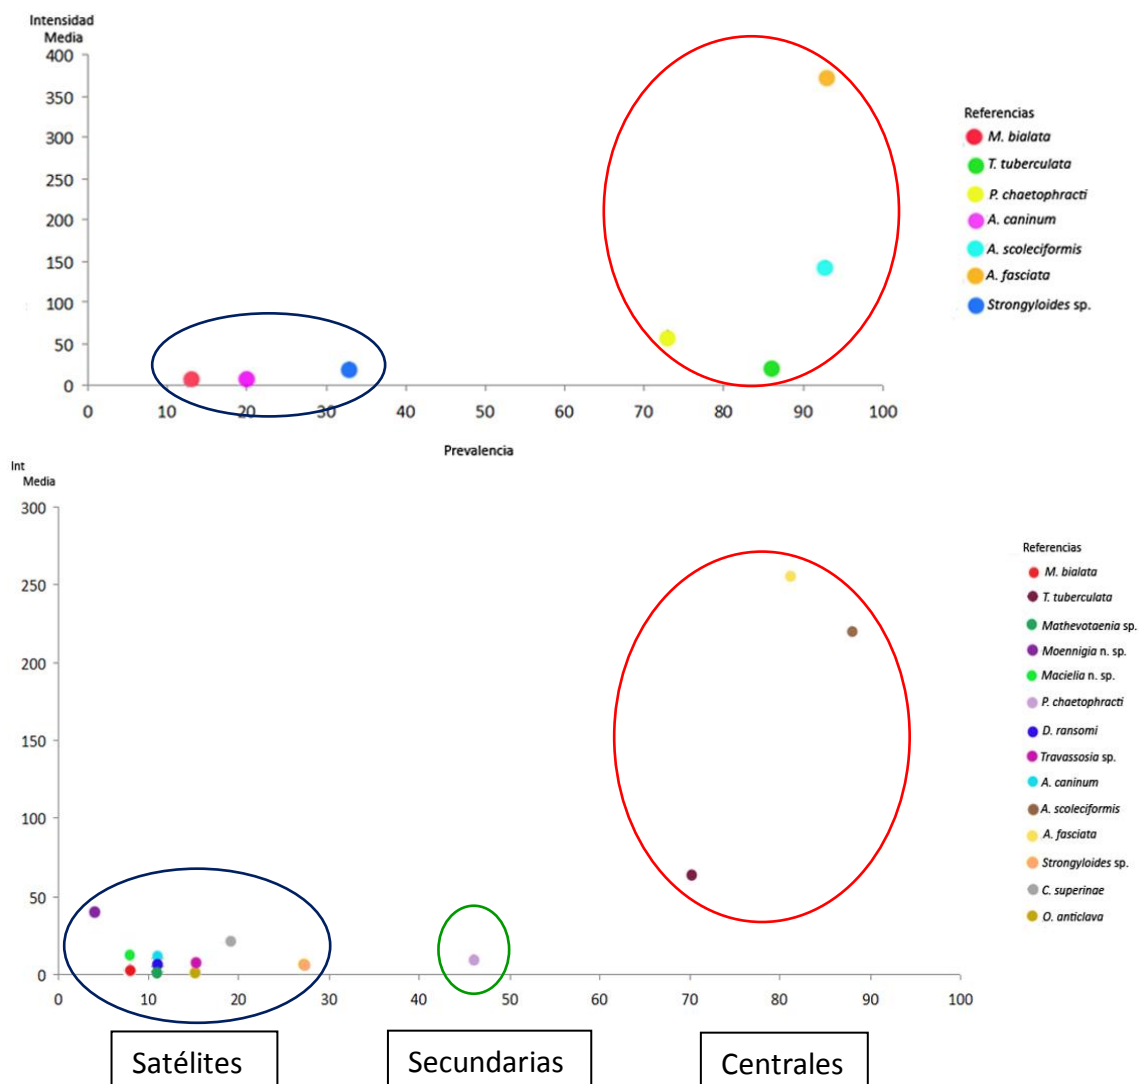 Intensidad
Media
400
350
300
250
200
150
100
50
0
0 10 20 30 40 50 60 70 80 90 100
Prevalencia
Referencias
M. bialata
T. tuberculata
P. chaetophracti
A. caninum
A. scoleciformis
A. fasciata
Strongyloides sp.
Int
Media
300
250
200
150
100
50
0
0 10 20 30 40 50 60 70 80 90 100
Referencias
M. bialata
T. tuberculata
Mathevotaenia sp.
Moennigia n. sp.
Macielia n. sp.
P. chaetophracti
D. ransomi
Travassosia sp.
A. caninum
A. scoleciformis
A. fasciata
Strongyloides sp.
C. superinae
O. anticlava
Satélites Secundarias Centrales